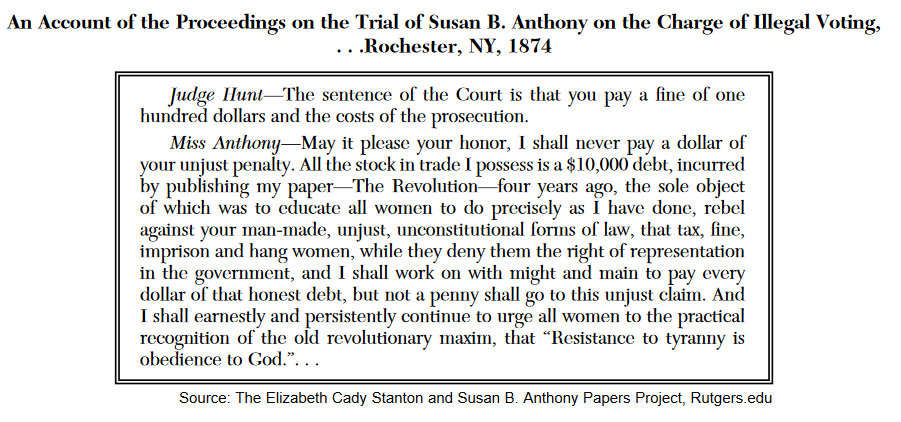 An Account of the Proceedings on the Trial of Susan B. Anthony on the Charge of Illegal Voting,
. . .Rochester, NY, 1874
Judge Hunt—The sentence of the Court is that you pay a fine of one
hundred dollars and the costs of the prosecution.
Miss Anthony—May it please your honor, I shall never pay a dollar of
your unjust penalty. All the stock in trade I possess is a $10,000 debt, incurred
by publishing my paper—The Revolution—four years ago, the sole object
of which was to educate all women to do precisely as I have done, rebel
against your man-made, unjust, unconstitutional forms of law, that tax, fine,
imprison and hang women, while they deny them the right of representation
in the government, and I shall work on with might and main to pay every
dollar of that honest debt, but not a penny shall go to this unjust claim. And
I shall earnestly and persistently continue to urge all women to the practical
recognition of the old revolutionary maxim, that “Resistance to tyranny is
obedience to God.”. . .
Source: The Elizabeth Cady Stanton and Susan B. Anthony Papers Project, Rutgers.edu